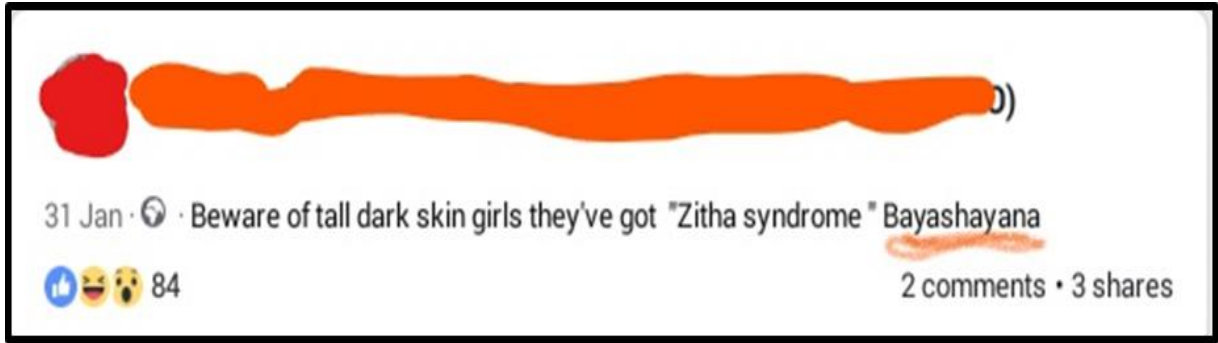 0)
31 Jan · · Beware of tall dark skin girls they've got "Zitha syndrome " Bayashayana
84
2 comments • 3 shares